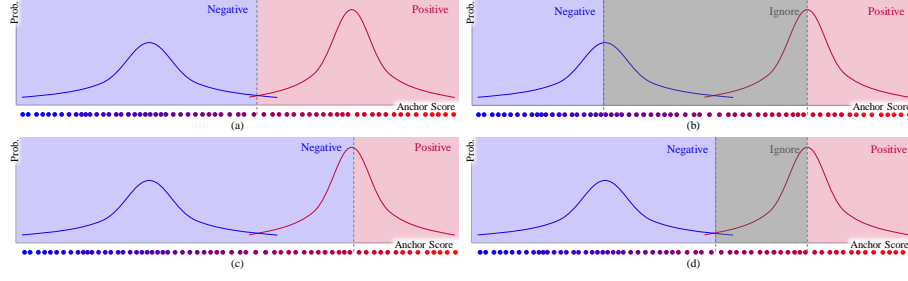 Prob.
Negative
Positive
Anchor Score
(a)
Prob.
Negative
Ignore
Positive
Anchor Score
(b)
Prob.
Negative
Positive
Anchor Score
(c)
Prob.
Negative
Ignore
Positive
Anchor Score
(d)